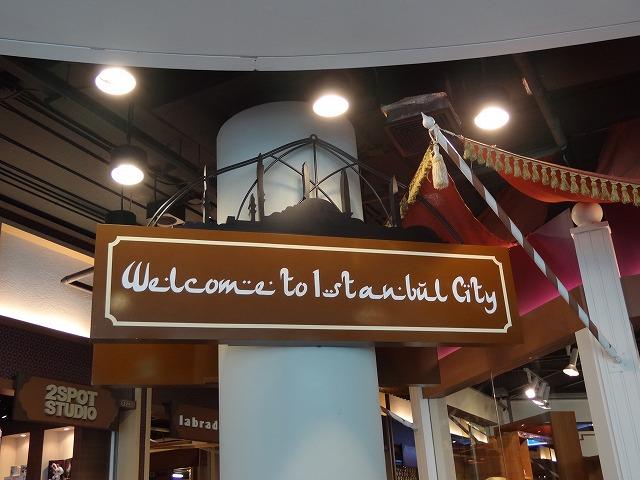 Welcome to Istanbul City
2SPOT
STUDIO
labrad